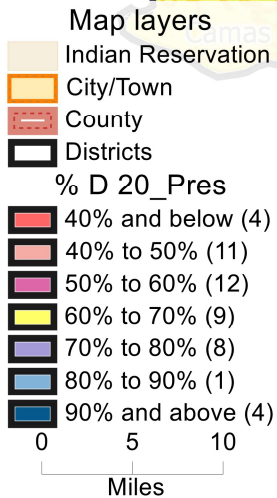 Camas
Map layers
Indian Reservation
City/Town
County
Districts
% D 20_Pres
40% and below (4)
40% to 50% (11)
50% to 60% (12)
60% to 70% (9)
70% to 80% (8)
80% to 90% (1)
90% and above (4)
0 5 10
Miles